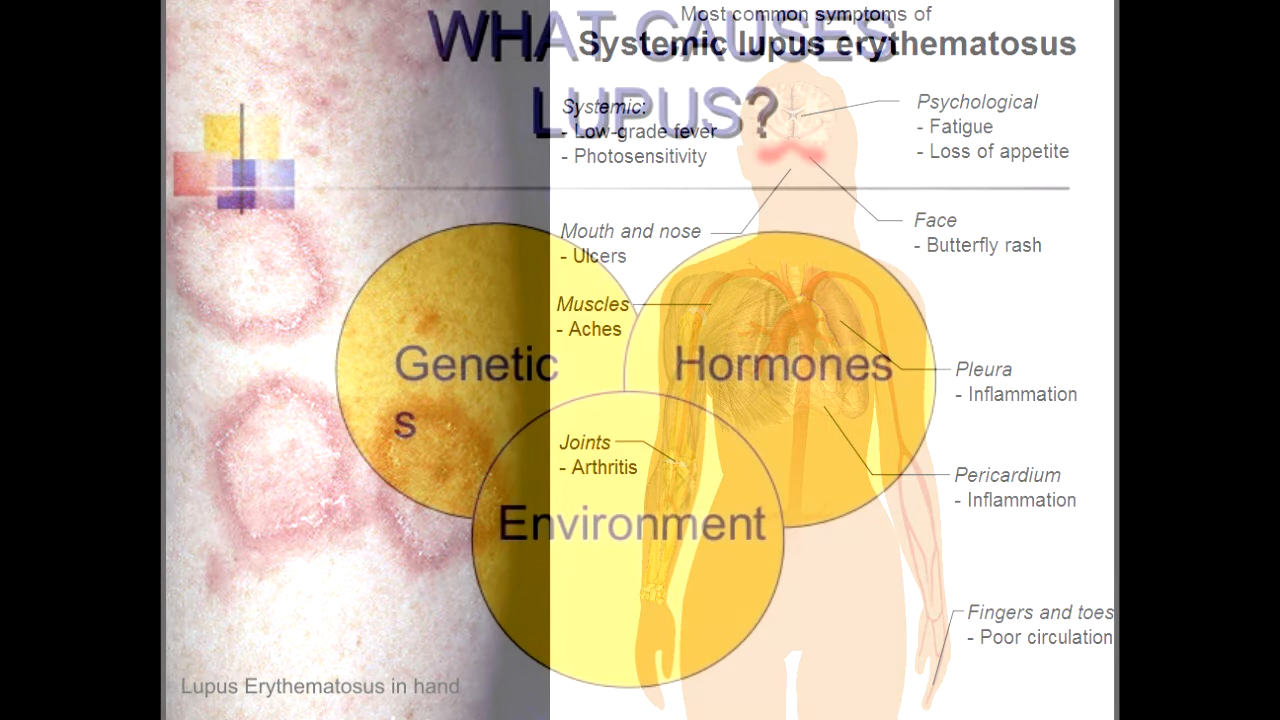 WHAT CAUSES
LUPUS?
Most common symptoms of
Systemic lupus erythematosus
Systemic:
- Low-grade fever
- Photosensitivity
Psychological
- Fatigue
- Loss of appetite
Mouth and nose
- Ulcers
Face
- Butterfly rash
Muscles
- Aches
Genetic
s
Hormones
Pleura
- Inflammation
Joints
- Arthritis
Environment
Pericardium
- Inflammation
Fingers and toes
- Poor circulation
Lupus Erythematosus in hand